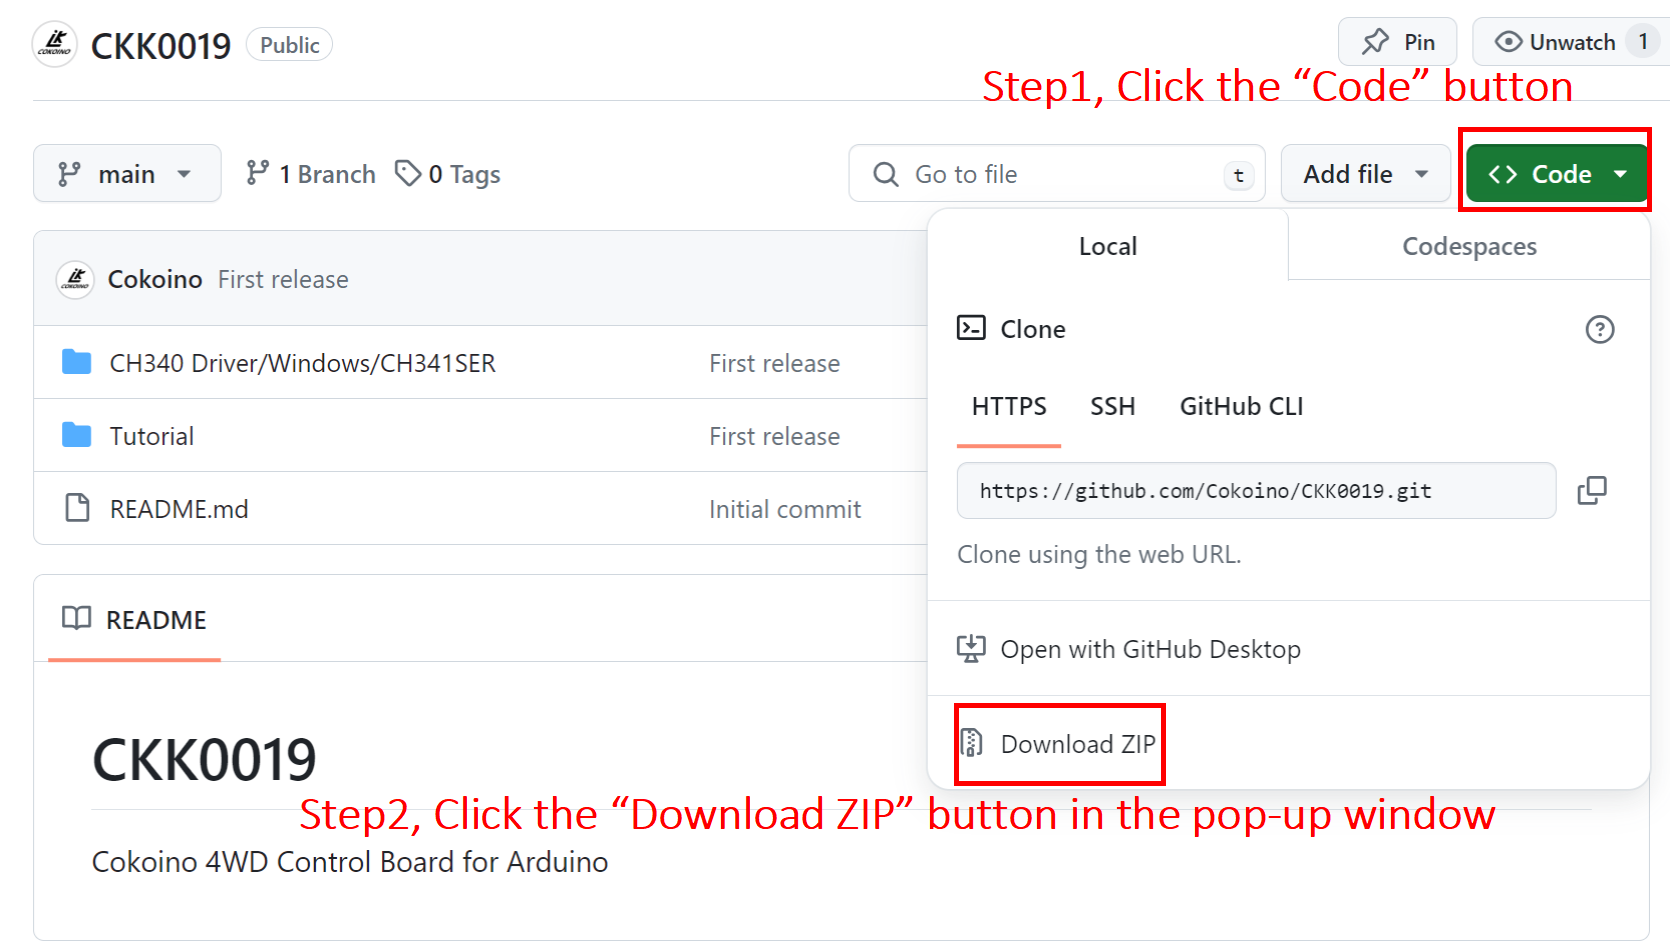 CKK0019 Public Pin Unwatch 1
Step1, Click the “Code” button
main 1 Branch 0 Tags Go to file t Add file Code
Local Codespaces
COKOINO Cokoino First release
Clone
CH340 Driver/Windows/CH341SER First release
HTTPS SSH GitHub CLI
Tutorial First release
https://github.com/Cokoino/CKK0019.git
README.md Initial commit
Clone using the web URL.
README
Open with GitHub Desktop
Download ZIP
CKK0019
Step2, Click the “Download ZIP” button in the pop-up window
Cokoino 4WD Control Board for Arduino